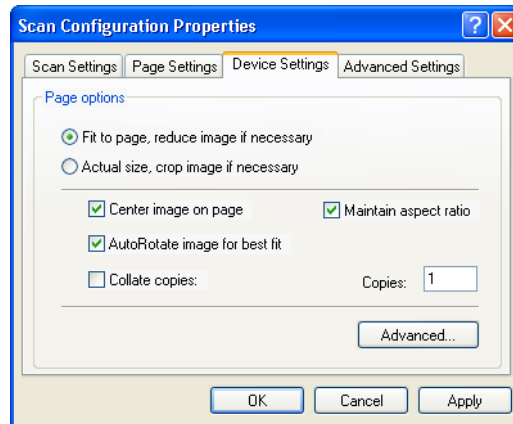 Scan Configuration Properties
Scan Settings Page Settings Device Settings Advanced Settings
Page options
Fit to page, reduce image if necessary
Actual size, crop image if necessary
Center image on page Maintain aspect ratio
AutoRotate image for best fit
Collate copies: Copies: 1
Advanced...
OK Cancel Apply